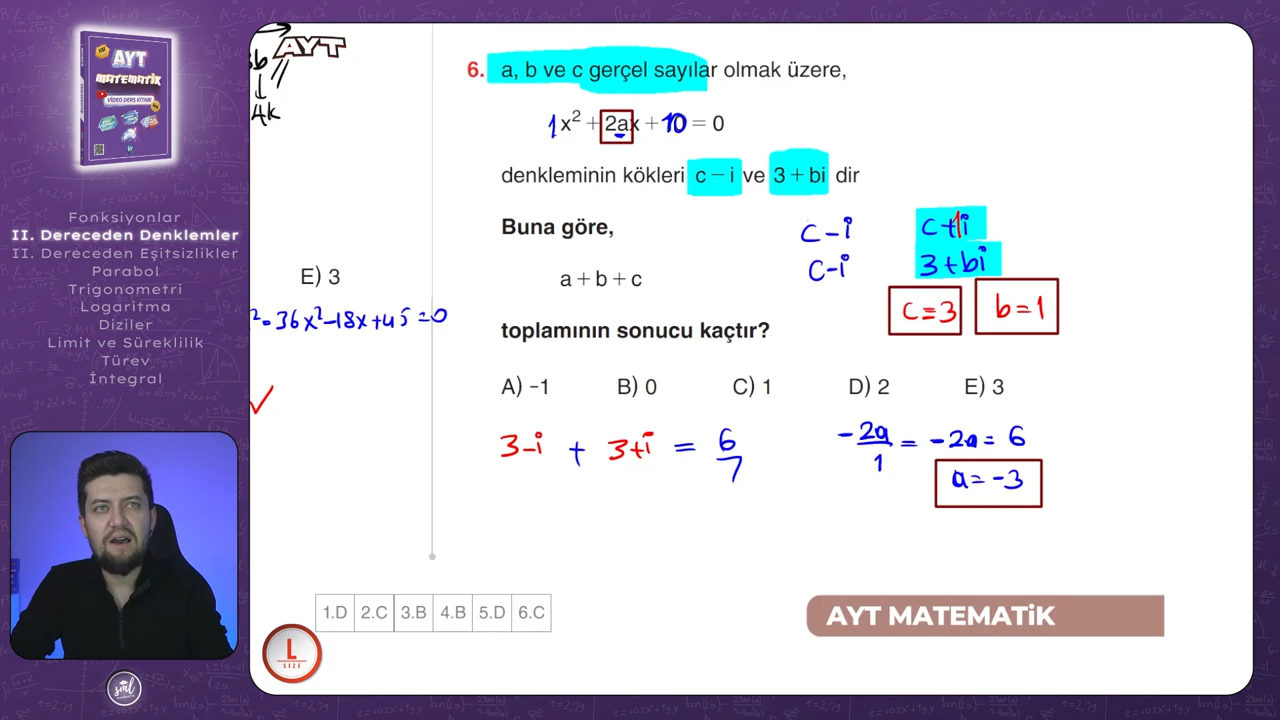 AYT
MATEMATİK
VİDEO DERS KİTABI
Fonksiyonlar
II. Dereceden Denklemler
II. Dereceden Eşitsizlikler
Parabol
Trigonometri
Logaritma
Diziler
Limit ve Süreklilik
Türev
İntegral
sml
AYT
4k
E) 3
²-36x²-18x+45=0
6. a, b ve c gerçel sayılar olmak üzere,
1x² + 2ax + 10 = 0
denkleminin kökleri c – i ve 3 + bi dir
Buna göre,
a + b + c
toplamının sonucu kaçtır?
c-i c+1i
c-i 3+bi
c=3 b=1
A) –1 B) 0 C) 1 D) 2 E) 3
3-i + 3+i = 6
-2a/1 = -2a = 6
a = -3
1.D 2.C 3.B 4.B 5.D 6.C
L
SIZE
AYT MATEMATİK